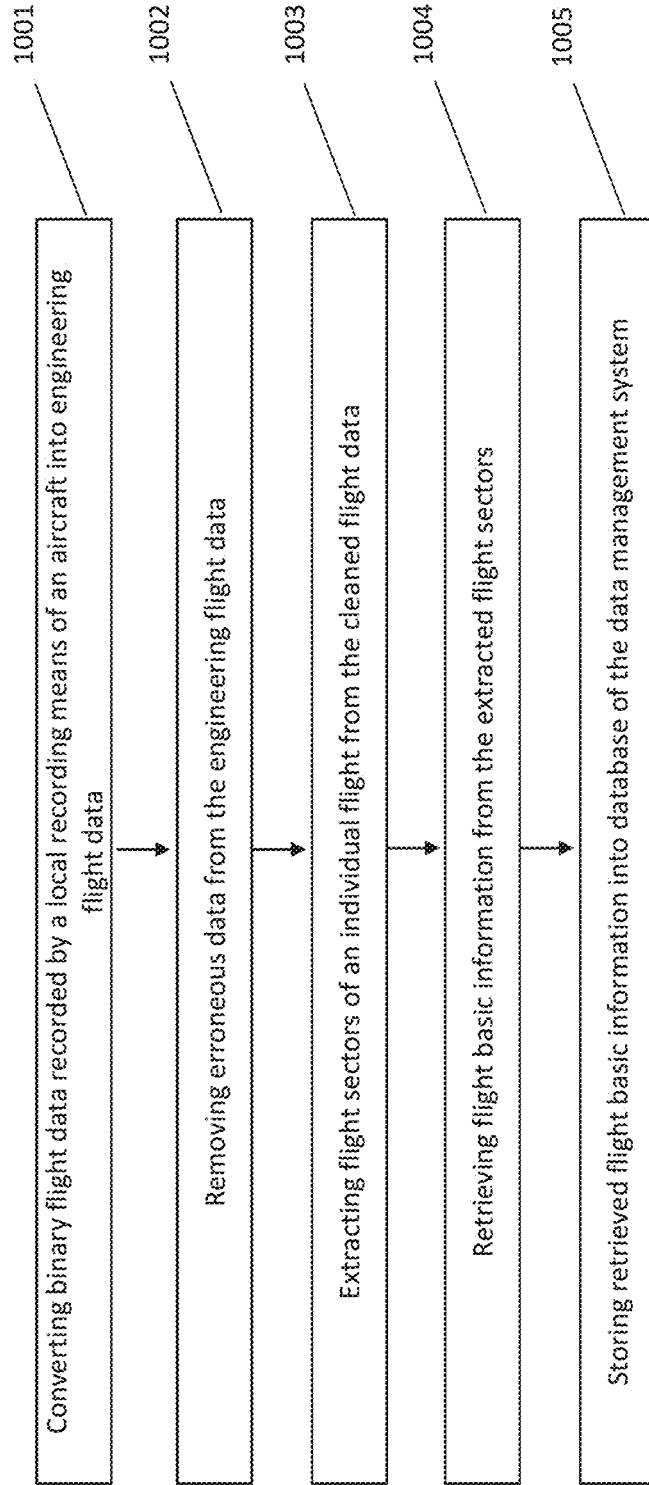 Converting binary flight data recorded by a local recording means of an aircraft into engineering
flight data
1001
Removing erroneous data from the engineering flight data
1002
Extracting flight sectors of an individual flight from the cleaned flight data
1003
Retrieving flight basic information from the extracted flight sectors
1004
Storing retrieved flight basic information into database of the data management system
1005